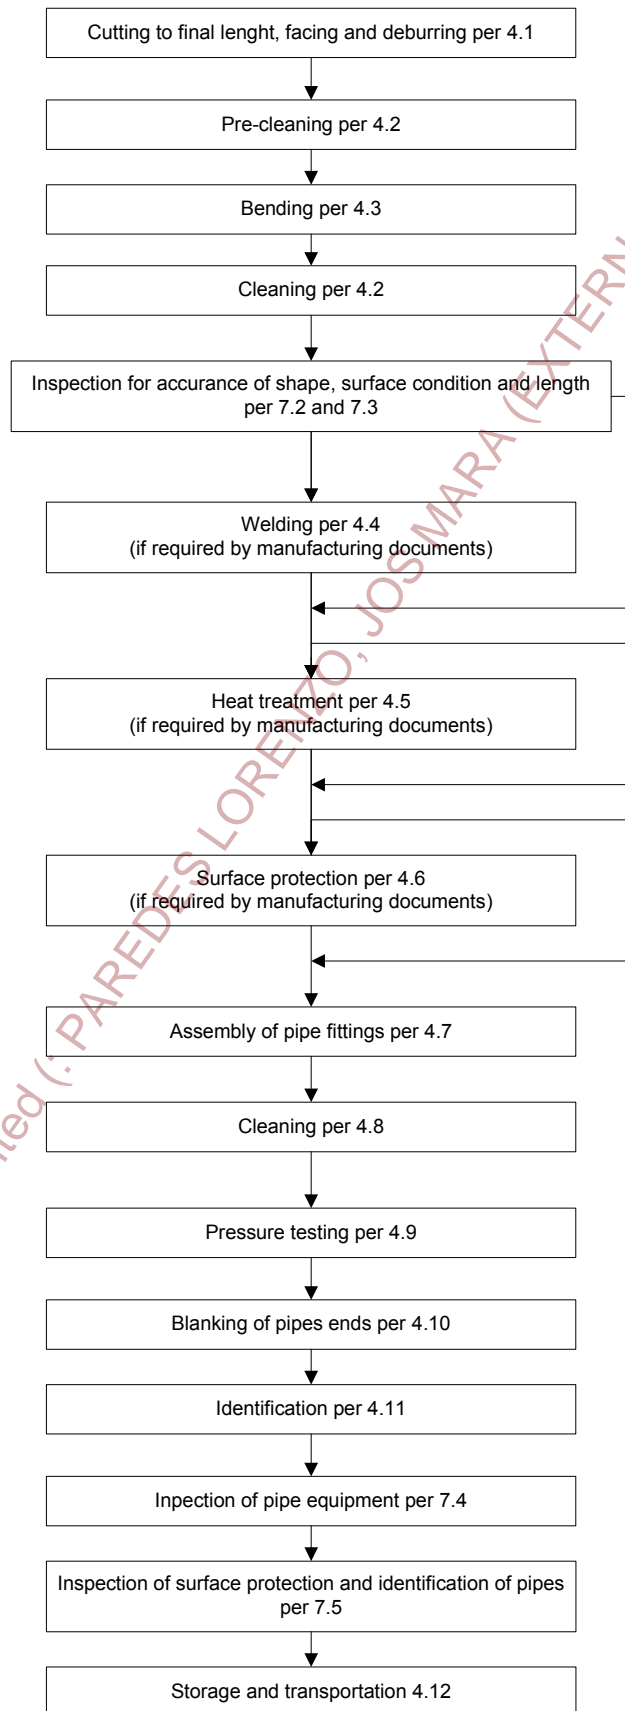 Cutting to final lenght, facing and deburring per 4.1
Pre-cleaning per 4.2
Bending per 4.3
Cleaning per 4.2
Inspection for accurance of shape, surface condition and length
per 7.2 and 7.3
Welding per 4.4
(if required by manufacturing documents)
Heat treatment per 4.5
(if required by manufacturing documents)
Surface protection per 4.6
(if required by manufacturing documents)
Assembly of pipe fittings per 4.7
Cleaning per 4.8
Pressure testing per 4.9
Blanking of pipes ends per 4.10
Identification per 4.11
Inpection of pipe equipment per 7.4
Inspection of surface protection and identification of pipes
per 7.5
Storage and transportation 4.12
(: PAREDES LORENZO, JOS MARA (EXTERN